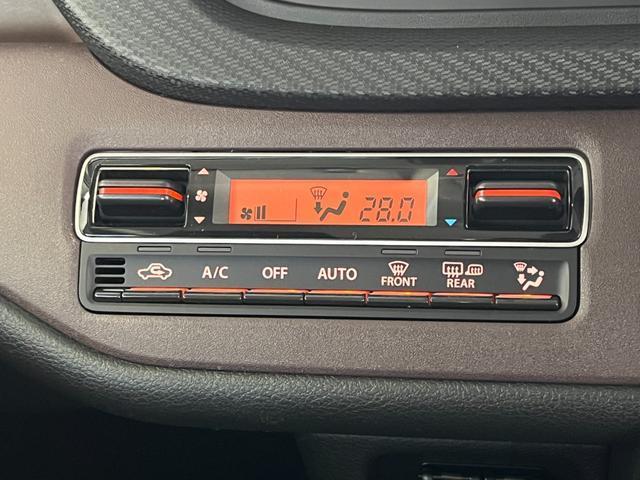 28.0
A/C OFF AUTO FRONT REAR